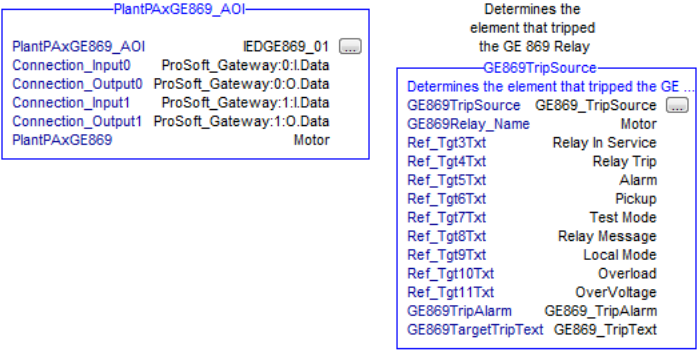 PlantPAxGE869_AOI
PlantPAxGE869_AOI IEDGE869_01 ...
Connection_Input0 ProSoft_Gateway:0:I.Data
Connection_Output0 ProSoft_Gateway:0:O.Data
Connection_Input1 ProSoft_Gateway:1:I.Data
Connection_Output1 ProSoft_Gateway:1:O.Data
PlantPAxGE869 Motor
Determines the
element that tripped
the GE 869 Relay
GE869TripSource
Determines the element that tripped the GE ...
GE869TripSource GE869_TripSource ...
GE869Relay_Name Motor
Ref_Tgt3Txt Relay In Service
Ref_Tgt4Txt Relay Trip
Ref_Tgt5Txt Alarm
Ref_Tgt6Txt Pickup
Ref_Tgt7Txt Test Mode
Ref_Tgt8Txt Relay Message
Ref_Tgt9Txt Local Mode
Ref_Tgt10Txt Overload
Ref_Tgt11Txt OverVoltage
GE869TripAlarm GE869_TripAlarm
GE869TargetTripText GE869_TripText